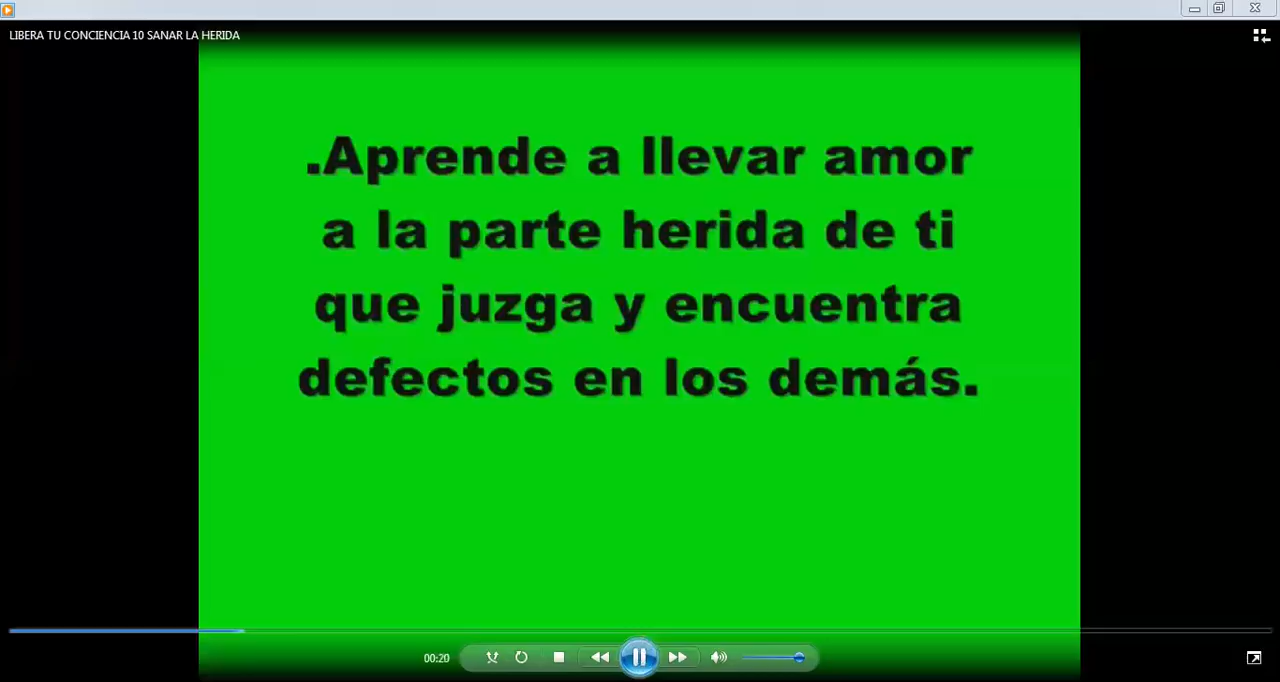 LIBERA TU CONCIENCIA 10 SANAR LA HERIDA
.Aprende a llevar amor
a la parte herida de ti
que juzga y encuentra
defectos en los demás.
00:20